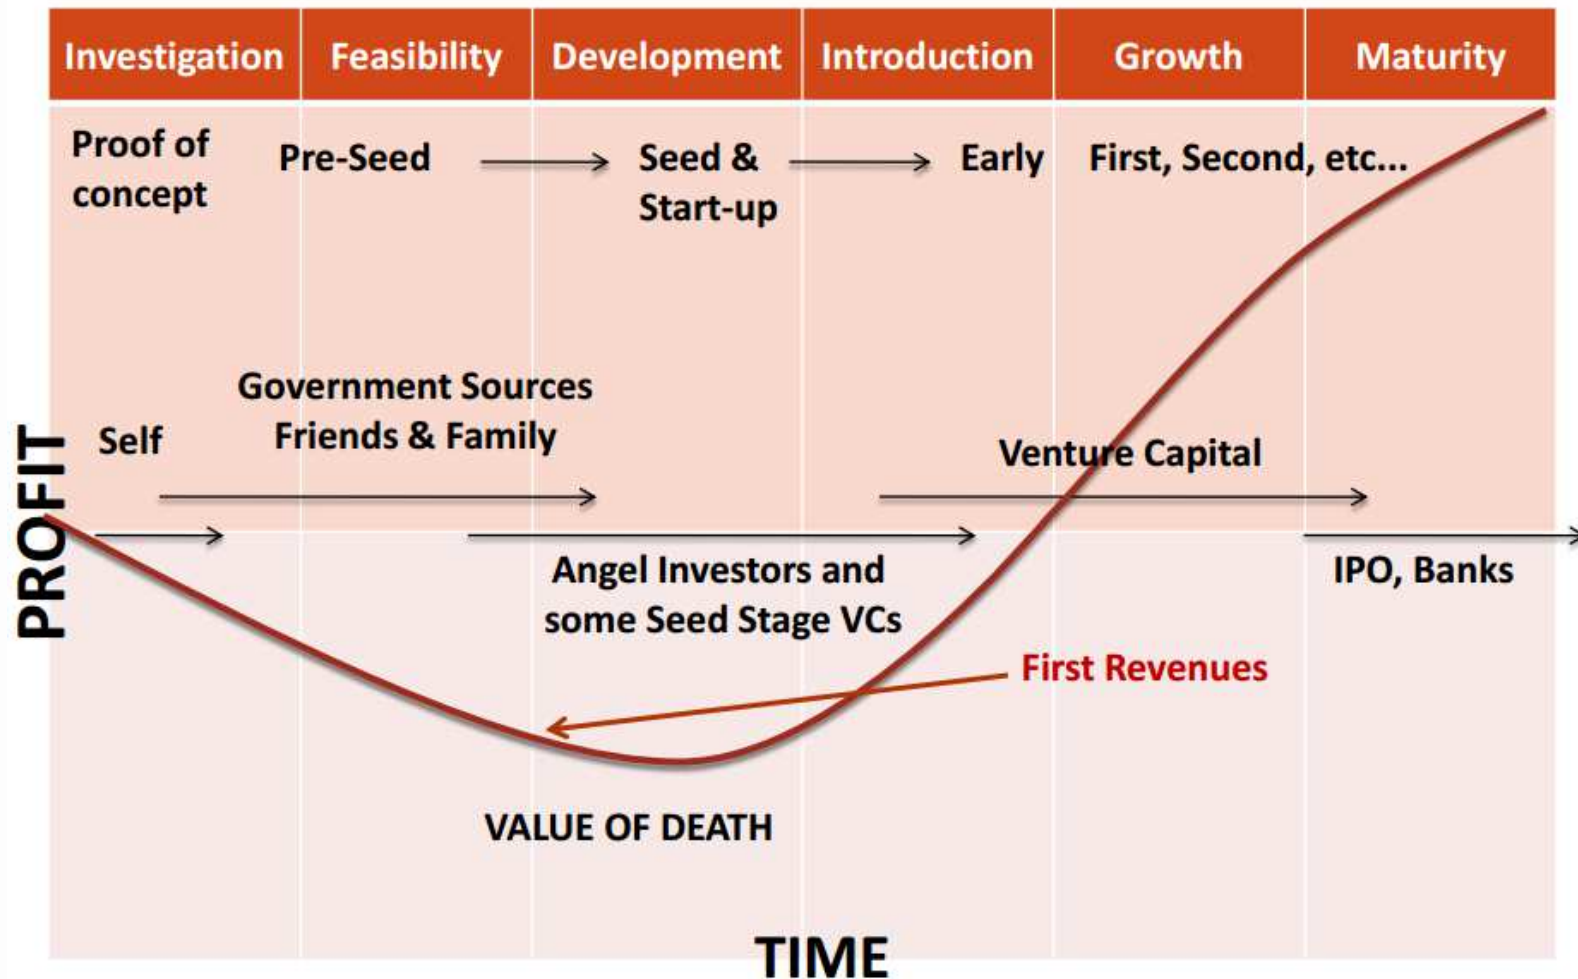 Investigation Feasibility Development Introduction Growth Maturity
Proof of
concept
Pre-Seed
Seed &
Start-up
Early
First, Second, etc...
Government Sources
Friends & Family
Self
Venture Capital
PROFIT
Angel Investors and
some Seed Stage VCs
IPO, Banks
First Revenues
VALUE OF DEATH
TIME